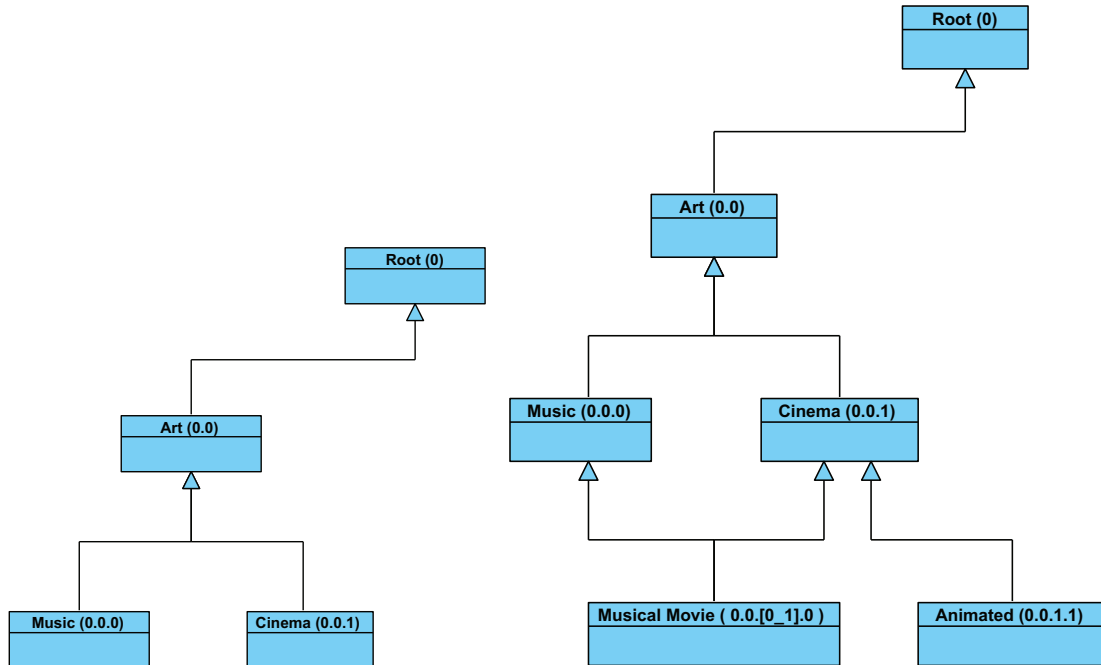 Root (0)
Art (0.0)
Music (0.0.0)
Cinema (0.0.1)
Root (0)
Art (0.0)
Music (0.0.0)
Cinema (0.0.1)
Musical Movie ( 0.0.[0_1].0 )
Animated (0.0.1.1)